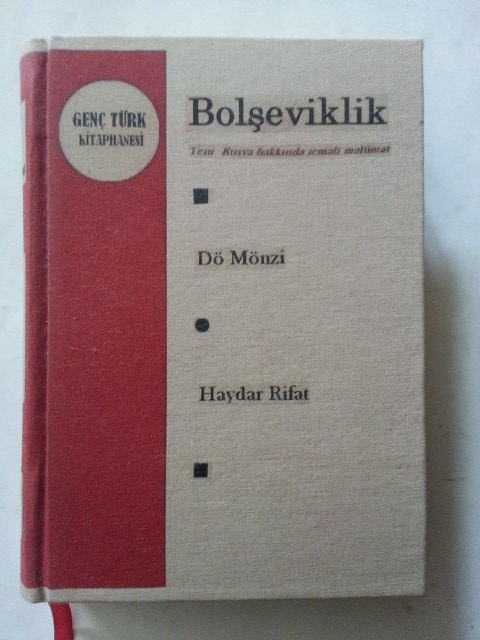 GENÇ TÜRK
KİTAPHANESİ
Bolşeviklik
Yeni Rusya hakkında icmali malûmat
Dö Mönzi
Haydar Rifat